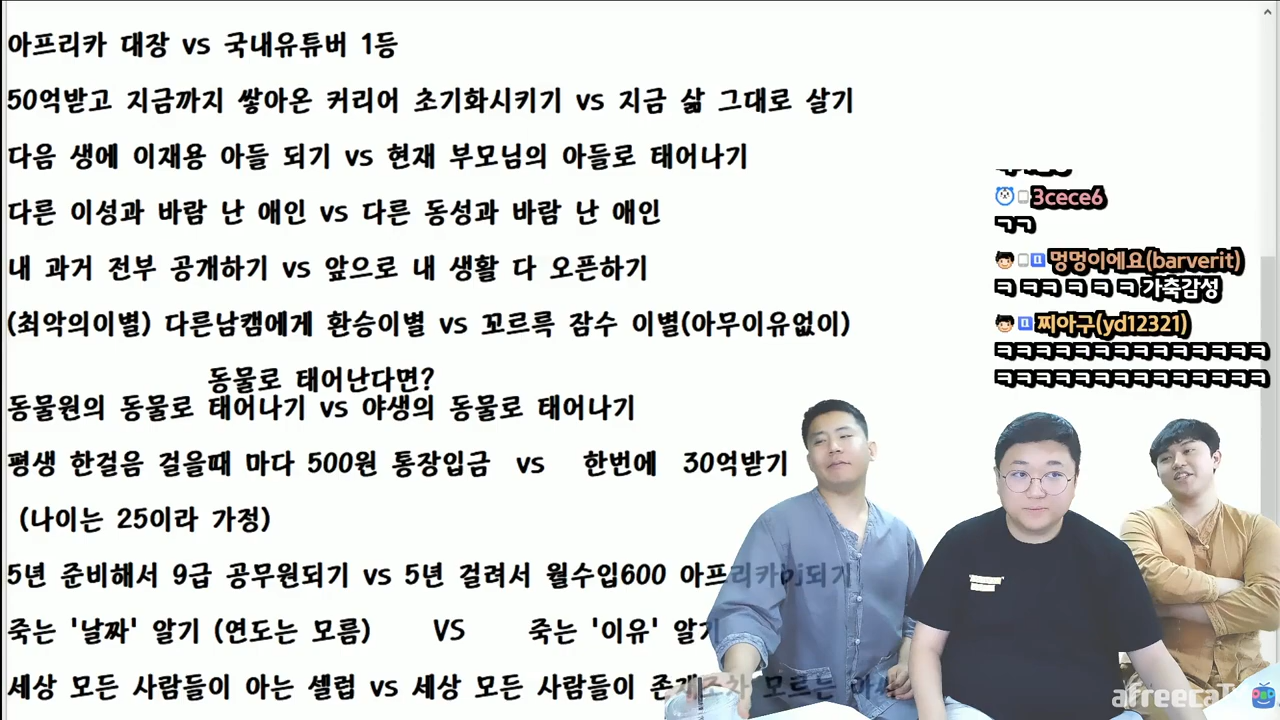 아프리카 대장 vs 국내유튜버 1등
50억받고 지금까지 쌓아온 커리어 초기화시키기 vs 지금 삶 그대로 살기
다음 생에 이재용 아들 되기 vs 현재 부모님의 아들로 태어나기
다른 이성과 바람 난 애인 vs 다른 동성과 바람 난 애인
내 과거 전부 공개하기 vs 앞으로 내 생활 다 오픈하기
(최악의이별) 다른남캠에게 환승이별 vs 꼬르륵 잠수 이별(아무이유없이)
동물로 태어난다면?
동물원의 동물로 태어나기 vs 야생의 동물로 태어나기
평생 한걸음 걸을때 마다 500원 통장입금 vs 한번에 30억받기
(나이는 25이라 가정)
5년 준비해서 9급 공무원되기 vs 5년 걸려서 월수입600 아프리카bj되기
죽는 '날짜' 알기 (연도는 모름) VS 죽는 '이유' 알기
세상 모든 사람들이 아는 셀럽 vs 세상 모든 사람들이 존재조차 모르는
3cece6
ㄱㄱ
멍멍이에요(barverit)
ㅋ ㅋㅋ ㅋ ㅋ ㅋ 가축감성
찌아구(yd12321)
ㅋㅋㅋㅋㅋㅋㅋㅋㅋㅋㅋㅋㅋㅋ
ㅋㅋㅋㅋㅋㅋㅋㅋㅋㅋㅋㅋㅋㅋ